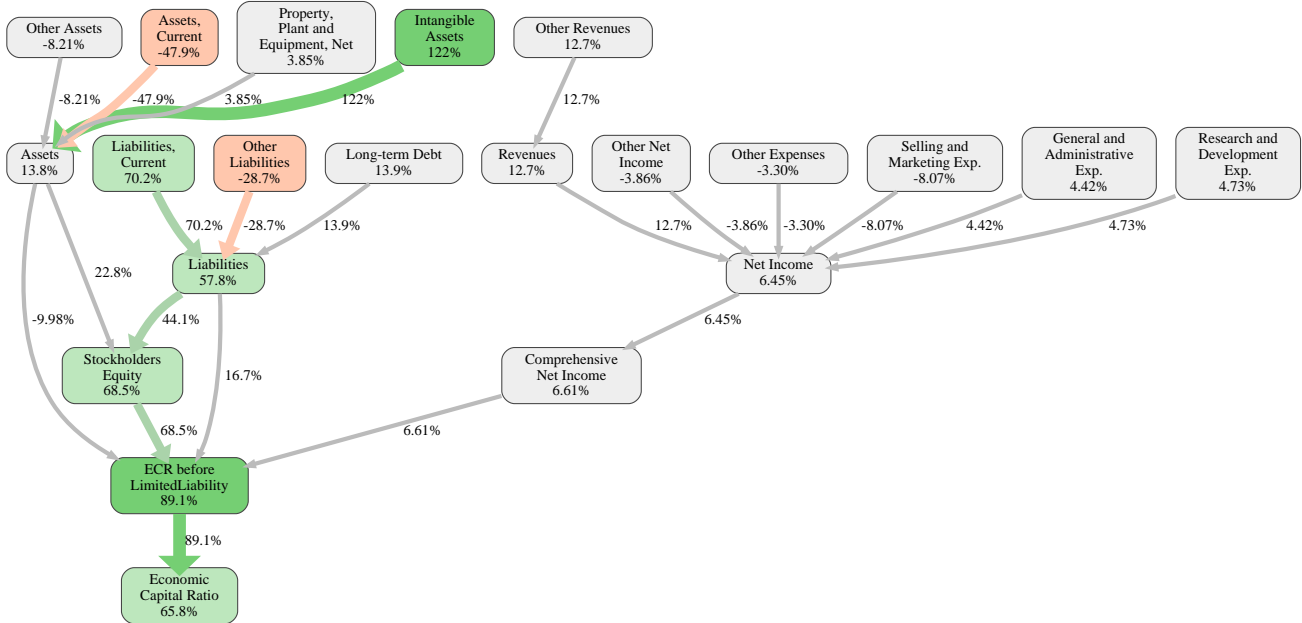 Other Assets
-8.21%
Assets,
Current
-47.9%
Property,
Plant and
Equipment, Net
3.85%
Intangible
Assets
122%
Other Revenues
12.7%
-8.21%
-47.9%
3.85%
122%
12.7%
Assets
13.8%
Liabilities,
Current
70.2%
Other
Liabilities
-28.7%
Long-term Debt
13.9%
Revenues
12.7%
Other Net
Income
-3.86%
Other Expenses
-3.30%
Selling and
Marketing Exp.
-8.07%
General and
Administrative
Exp.
4.42%
Research and
Development
Exp.
4.73%
70.2%
-28.7%
13.9%
12.7%
-3.86%
-3.30%
-8.07%
4.42%
4.73%
22.8%
Liabilities
57.8%
Net Income
6.45%
-9.98%
44.1%
6.45%
Stockholders
Equity
68.5%
16.7%
Comprehensive
Net Income
6.61%
68.5%
6.61%
ECR before
LimitedLiability
89.1%
89.1%
Economic
Capital Ratio
65.8%